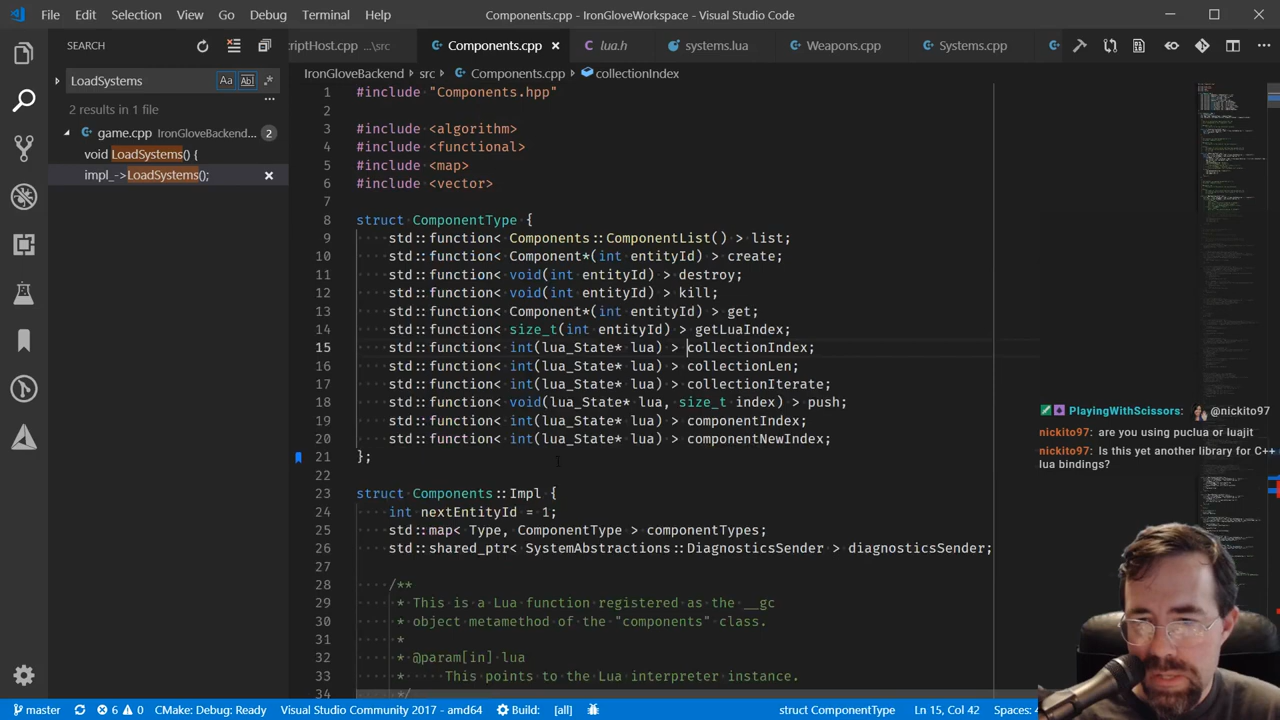 File Edit Selection View Go Debug Terminal Help
Components.cpp - IronGloveWorkspace - Visual Studio Code
SEARCH
LoadSystems
Aa Abl .*
2 results in 1 file
game.cpp IronGloveBackend... 2
void LoadSystems() {
impl_->LoadSystems();
riptHost.cpp ...\src Components.cpp lua.h systems.lua Weapons.cpp Systems.cpp
IronGloveBackend > src > Components.cpp > collectionIndex
1 #include "Components.hpp"
2
3 #include <algorithm>
4 #include <functional>
5 #include <map>
6 #include <vector>
7
8 struct ComponentType {
9 std::function< Components::ComponentList() > list;
10 std::function< Component*(int entityId) > create;
11 std::function< void(int entityId) > destroy;
12 std::function< void(int entityId) > kill;
13 std::function< Component*(int entityId) > get;
14 std::function< size_t(int entityId) > getLuaIndex;
15 std::function< int(lua_State* lua) > collectionIndex;
16 std::function< int(lua_State* lua) > collectionLen;
17 std::function< int(lua_State* lua) > collectionIterate;
18 std::function< void(lua_State* lua, size_t index) > push;
19 std::function< int(lua_State* lua) > componentIndex;
20 std::function< int(lua_State* lua) > componentNewIndex;
21 };
22
23 struct Components::Impl {
24 int nextEntityId = 1;
25 std::map< Type, ComponentType > componentTypes;
26 std::shared_ptr< SystemAbstractions::DiagnosticsSender > diagnosticsSender;
27
28 /**
29 * This is a Lua function registered as the __gc
30 * object metamethod of the "components" class.
31 *
32 * @param[in] lua
33 * This points to the Lua interpreter instance.
34 */
PlayingWithScissors: @nickito97
nickito97: are you using puclua or luajit
nickito97: Is this yet another library for C++ lua bindings?
master 6 0 CMake: Debug: Ready Visual Studio Community 2017 - amd64 Build: [all] struct ComponentType Ln 15, Col 42 Spaces: